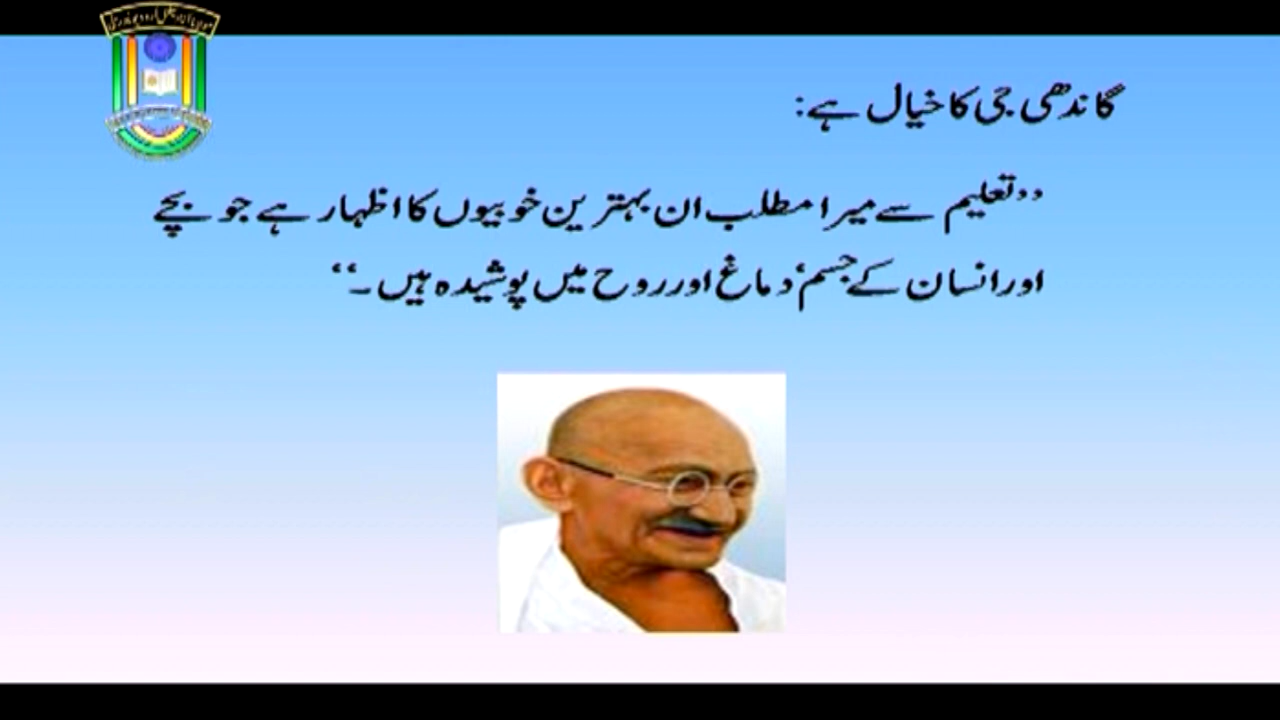 گاندھی جی کا خیال ہے:
’’تعلیم سے میرا مطلب ان بہترین خوبیوں کا اظہار ہے جو بچے
اور انسان کے جسم‘ دماغ اور روح میں پوشیدہ ہیں۔‘‘